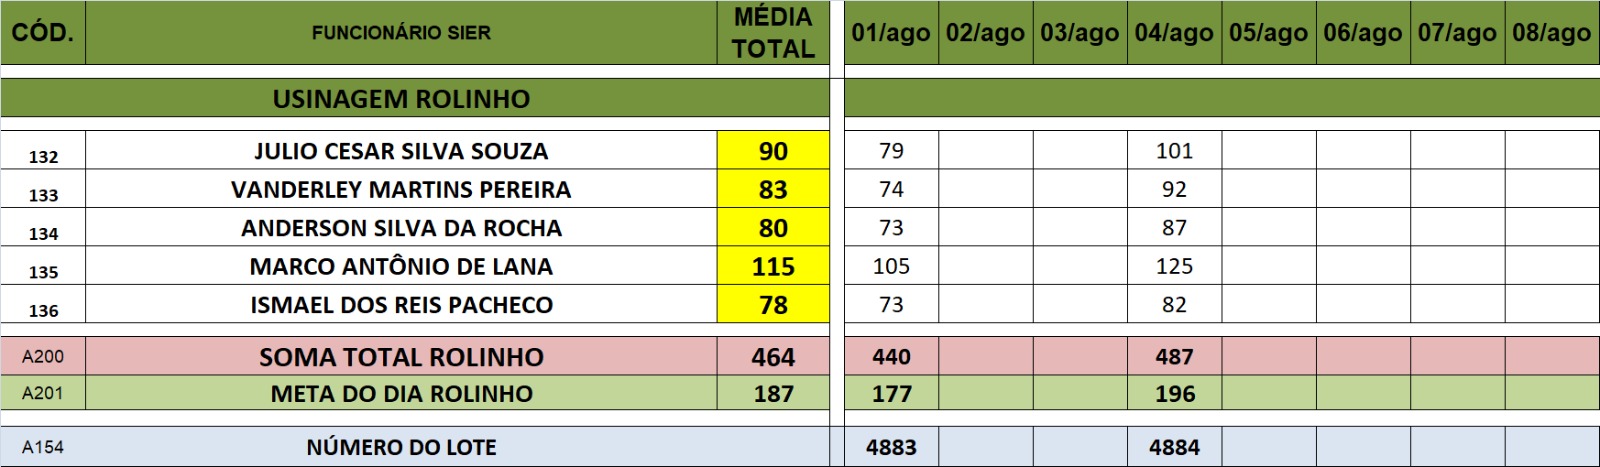 CÓD. FUNCIONÁRIO SIER MÉDIA TOTAL 01/ago 02/ago 03/ago 04/ago 05/ago 06/ago 07/ago 08/ago
USINAGEM ROLINHO
132 JULIO CESAR SILVA SOUZA 90 79 101
133 VANDERLEY MARTINS PEREIRA 83 74 92
134 ANDERSON SILVA DA ROCHA 80 73 87
135 MARCO ANTÔNIO DE LANA 115 105 125
136 ISMAEL DOS REIS PACHECO 78 73 82
A200 SOMA TOTAL ROLINHO 464 440 487
A201 META DO DIA ROLINHO 187 177 196
A154 NÚMERO DO LOTE 4883 4884